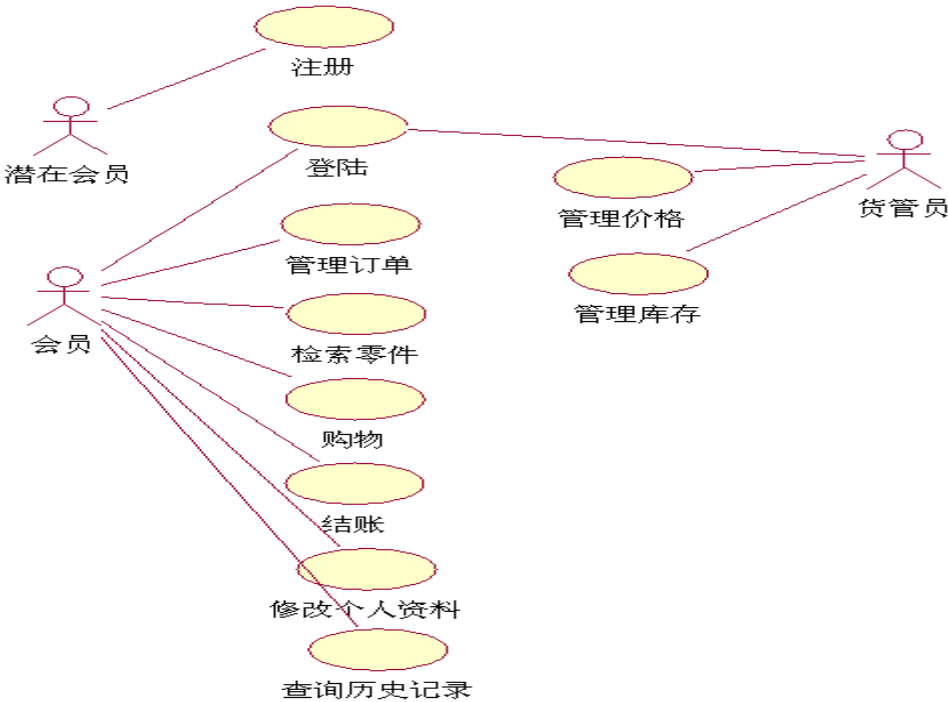 注册
潜在会员
登陆
管理价格
货管员
管理订单
管理库存
会员
检索零件
购物
结账
修改个人资料
查询历史记录